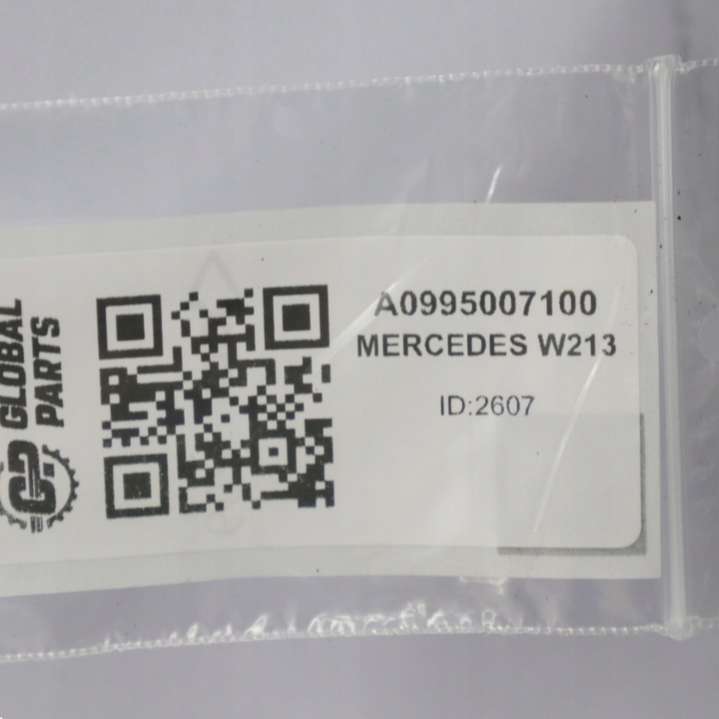 GLOBAL
PARTS
A0995007100
MERCEDES W213
ID:2607